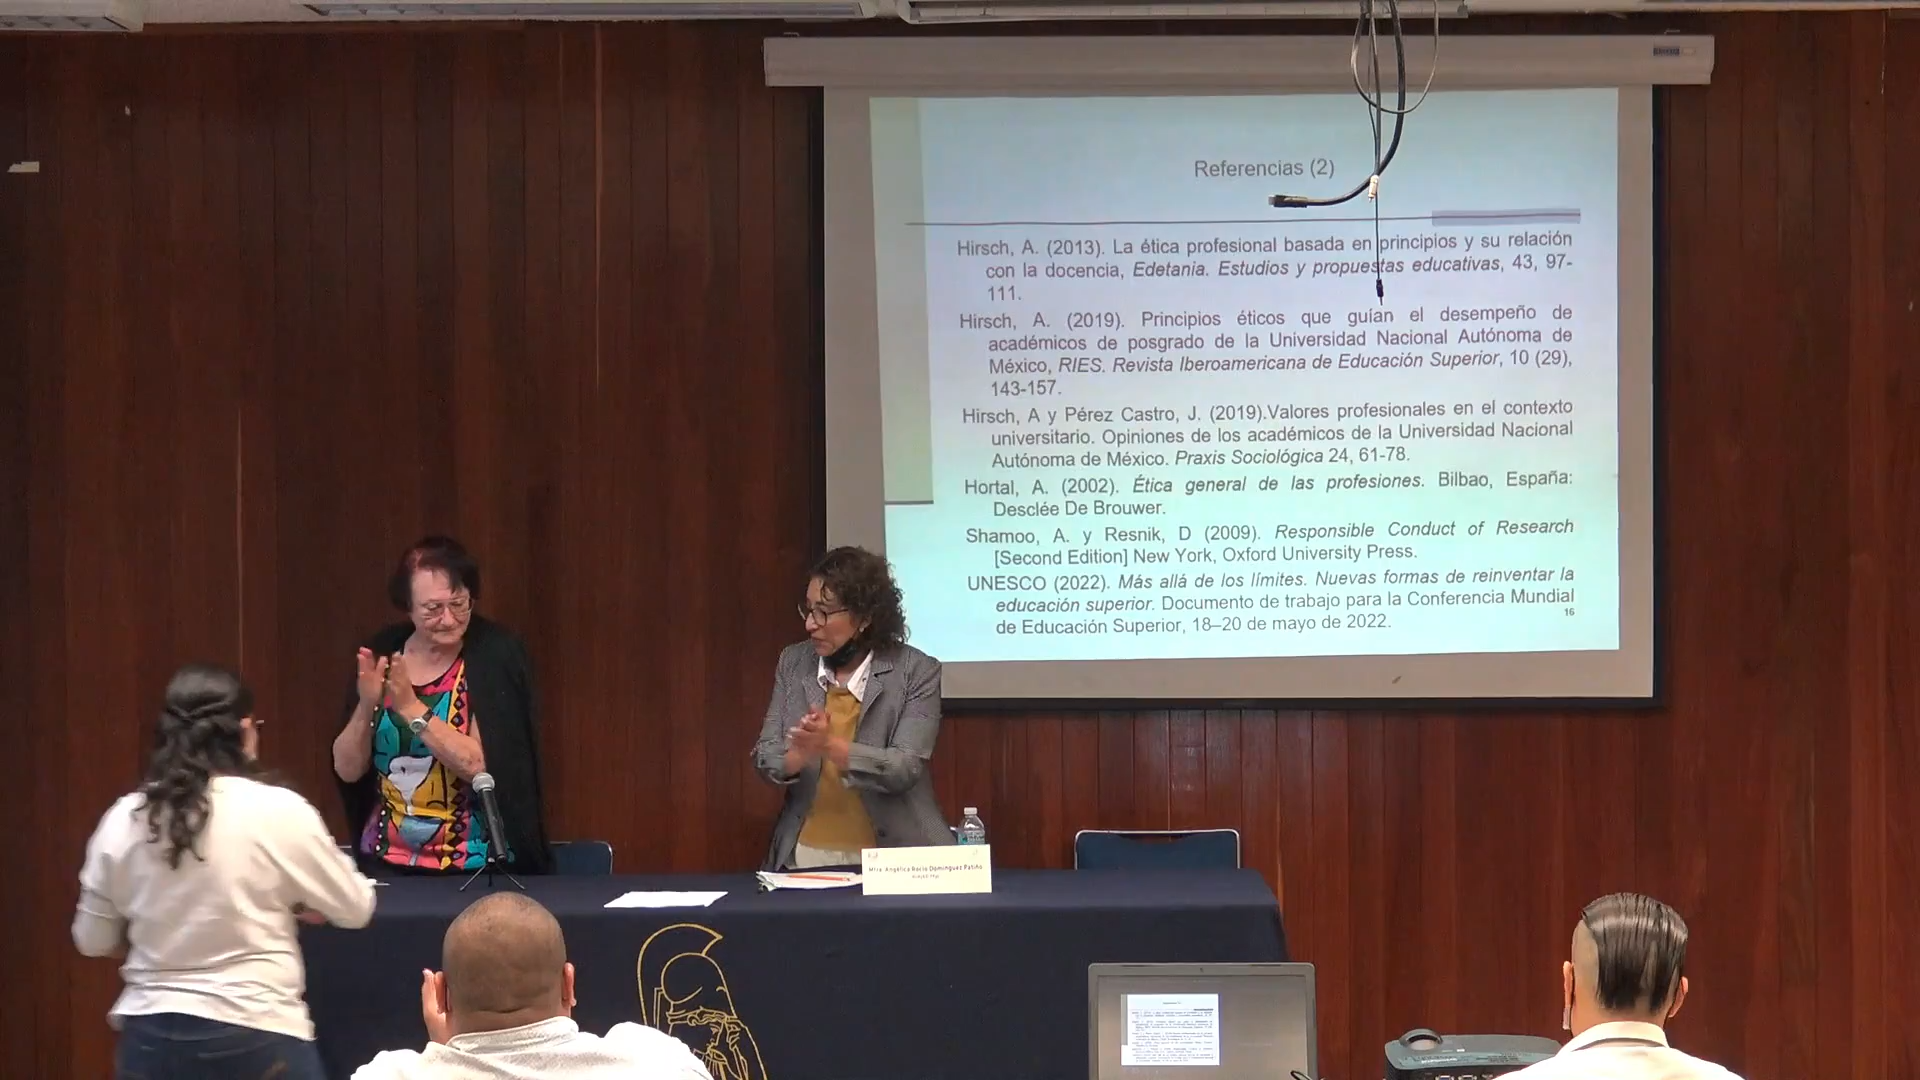 Referencias (2)
Hirsch, A. (2013). La ética profesional basada en principios y su relación
con la docencia, Edetania. Estudios y propuestas educativas, 43, 97-
111.
Hirsch, A. (2019). Principios éticos que guían el desempeño de
académicos de posgrado de la Universidad Nacional Autónoma de
México, RIES. Revista Iberoamericana de Educación Superior, 10 (29),
143-157.
Hirsch, A y Pérez Castro, J. (2019).Valores profesionales en el contexto
universitario. Opiniones de los académicos de la Universidad Nacional
Autónoma de México. Praxis Sociológica 24, 61-78.
Hortal, A. (2002). Ética general de las profesiones. Bilbao, España:
Desclée De Brouwer.
Shamoo, A. y Resnik, D (2009). Responsible Conduct of Research
[Second Edition] New York, Oxford University Press.
UNESCO (2022). Más allá de los límites. Nuevas formas de reinventar la
educación superior. Documento de trabajo para la Conferencia Mundial
de Educación Superior, 18–20 de mayo de 2022.
16
Mtra. Angélica Rocío Domínguez Patiño